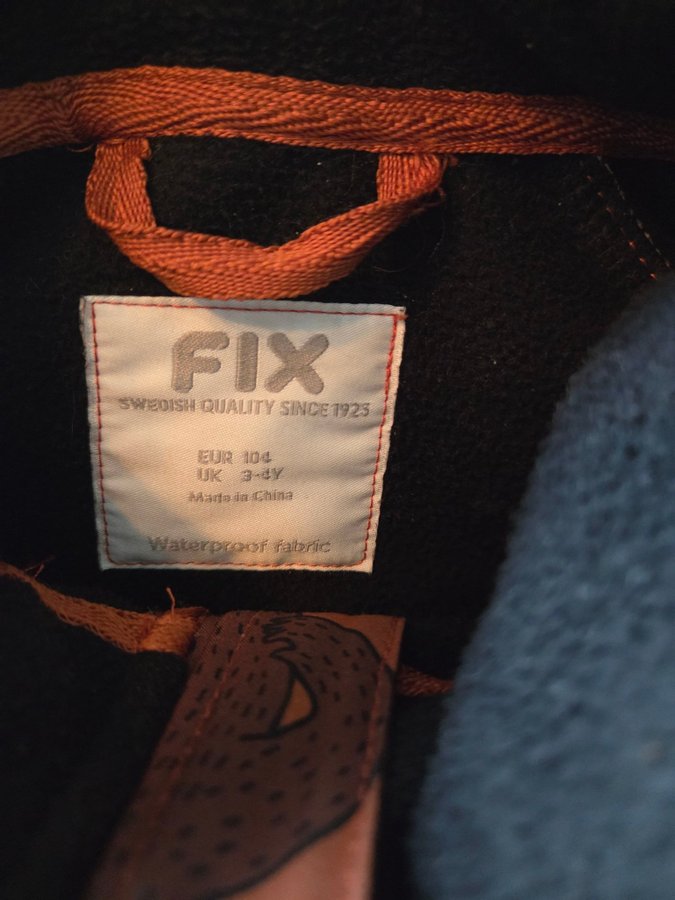 FIX
SWEDISH QUALITY SINCE 1923
EUR 104
UK 3-4Y
Made in China
Waterproof fabric